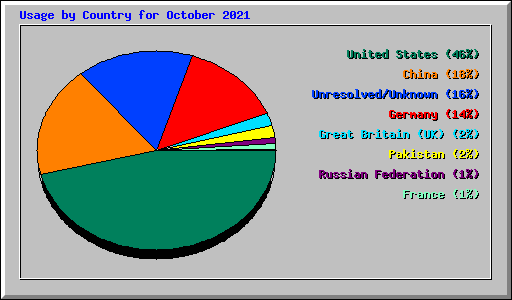 Usage by Country for October 2021
United States (46%)
China (18%)
Unresolved/Unknown (16%)
Germany (14%)
Great Britain (UK) (2%)
Pakistan (2%)
Russian Federation (1%)
France (1%)